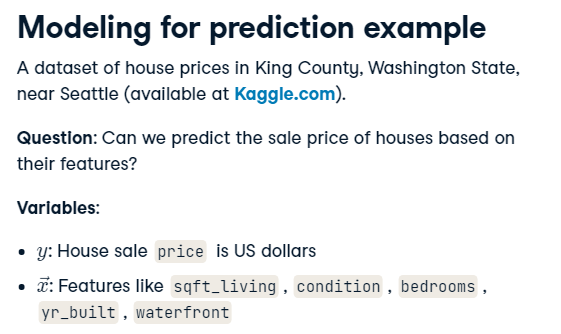 Modeling for prediction example
A dataset of house prices in King County, Washington State,
near Seattle (available at Kaggle.com).
Question: Can we predict the sale price of houses based on
their features?
Variables:
• y: House sale price is US dollars
• x⃗: Features like sqft_living , condition , bedrooms ,
yr_built , waterfront